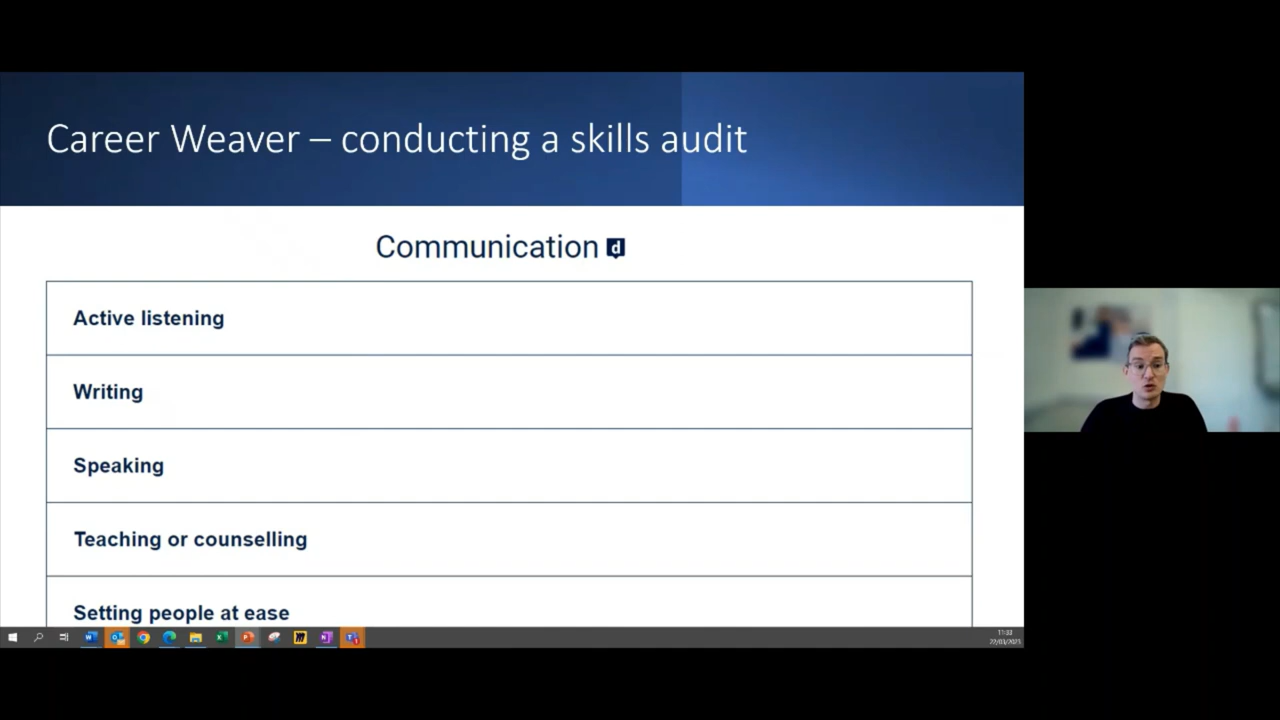 Career Weaver – conducting a skills audit
Communication d
Active listening
Writing
Speaking
Teaching or counselling
Setting people at ease